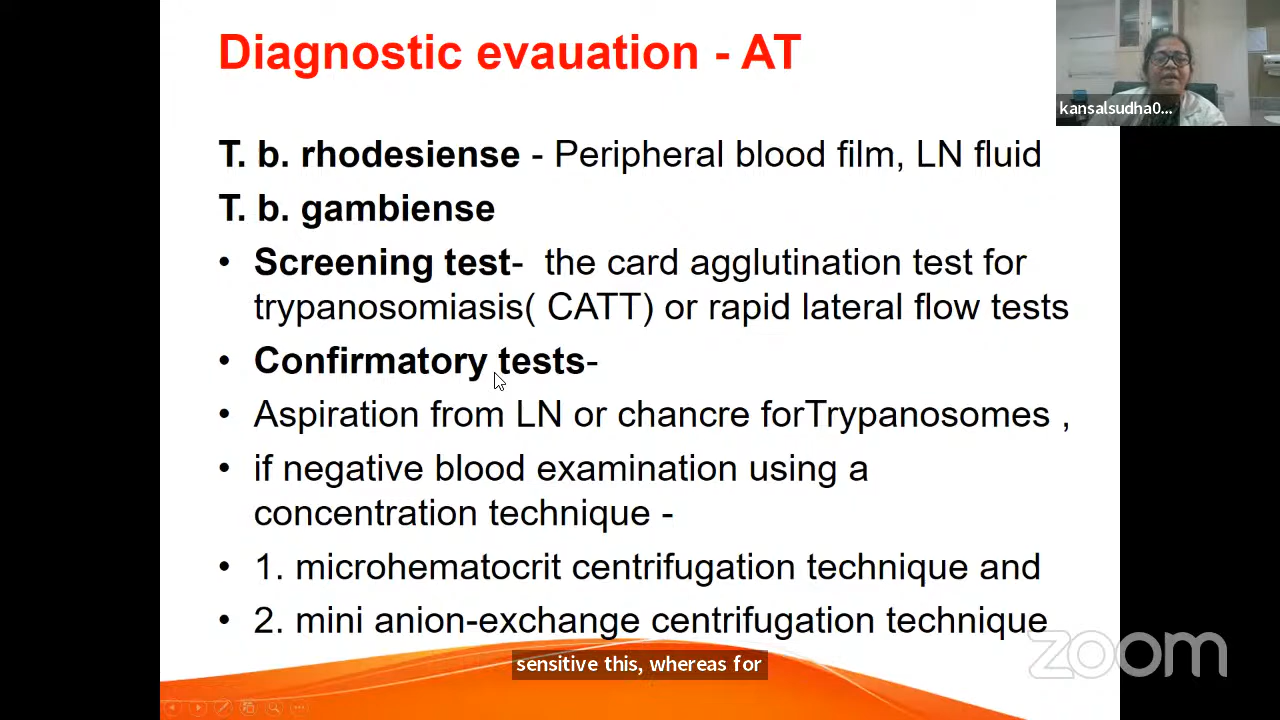 Diagnostic evauation - AT
kansalsudha0...
T. b. rhodesiense - Peripheral blood film, LN fluid
T. b. gambiense
• Screening test- the card agglutination test for
trypanosomiasis( CATT) or rapid lateral flow tests
• Confirmatory tests-
• Aspiration from LN or chancre forTrypanosomes ,
• if negative blood examination using a
concentration technique -
• 1. microhematocrit centrifugation technique and
• 2. mini anion-exchange centrifugation technique
zoom
sensitive this, whereas for